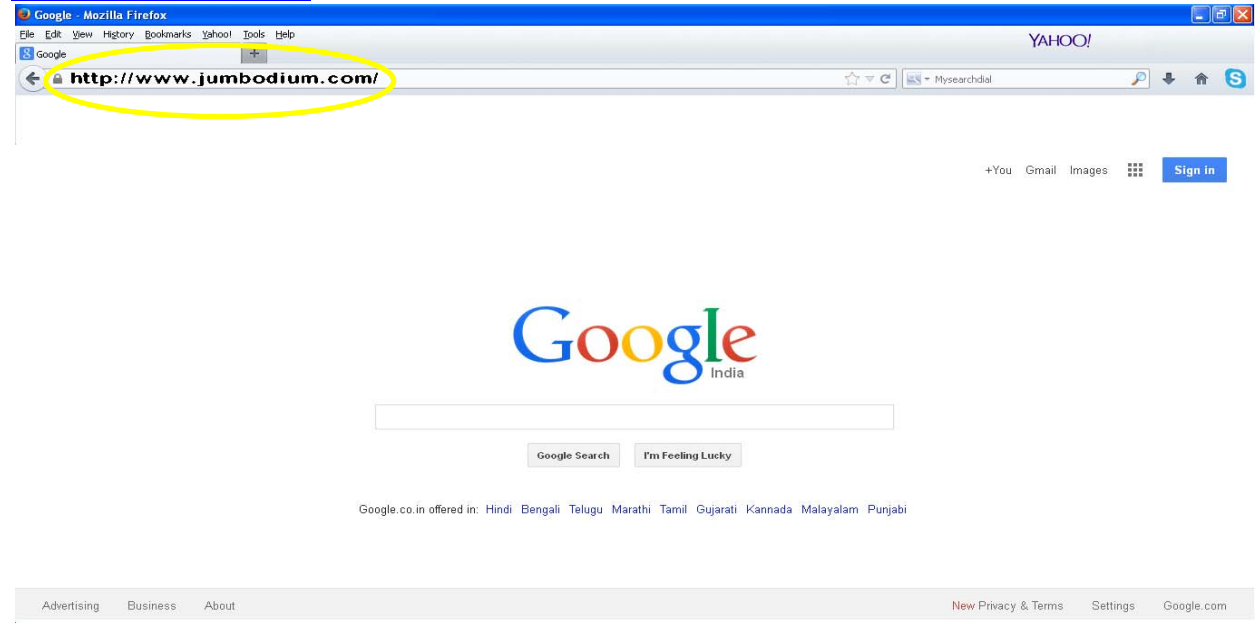 Google - Mozilla Firefox
File Edit View History Bookmarks Yahoo! Tools Help
YAHOO!
8 Google +
http://www.jumbodium.com/
Mysearchdial
S
+You Gmail Images Sign in
Google
India
Google Search I'm Feeling Lucky
Google.co.in offered in: Hindi Bengali Telugu Marathi Tamil Gujarati Kannada Malayalam Punjabi
Advertising Business About New Privacy & Terms Settings Google.com